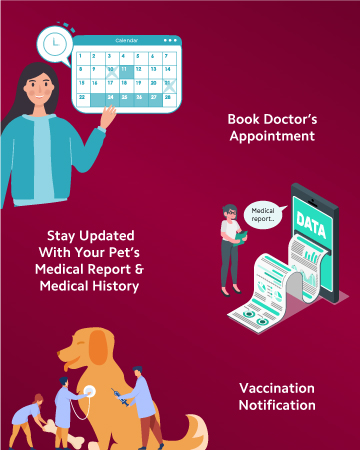 Calendar
1 2 3 4 5 6 7
8 9 10 11 12 13 14
15 16 17 18 19 20 21
22 24 25 26 27 28
Book Doctor's
Appointment
Medical
report..
DATA
Stay Updated
With Your Pet's
Medical Report &
Medical History
Vaccination
Notification